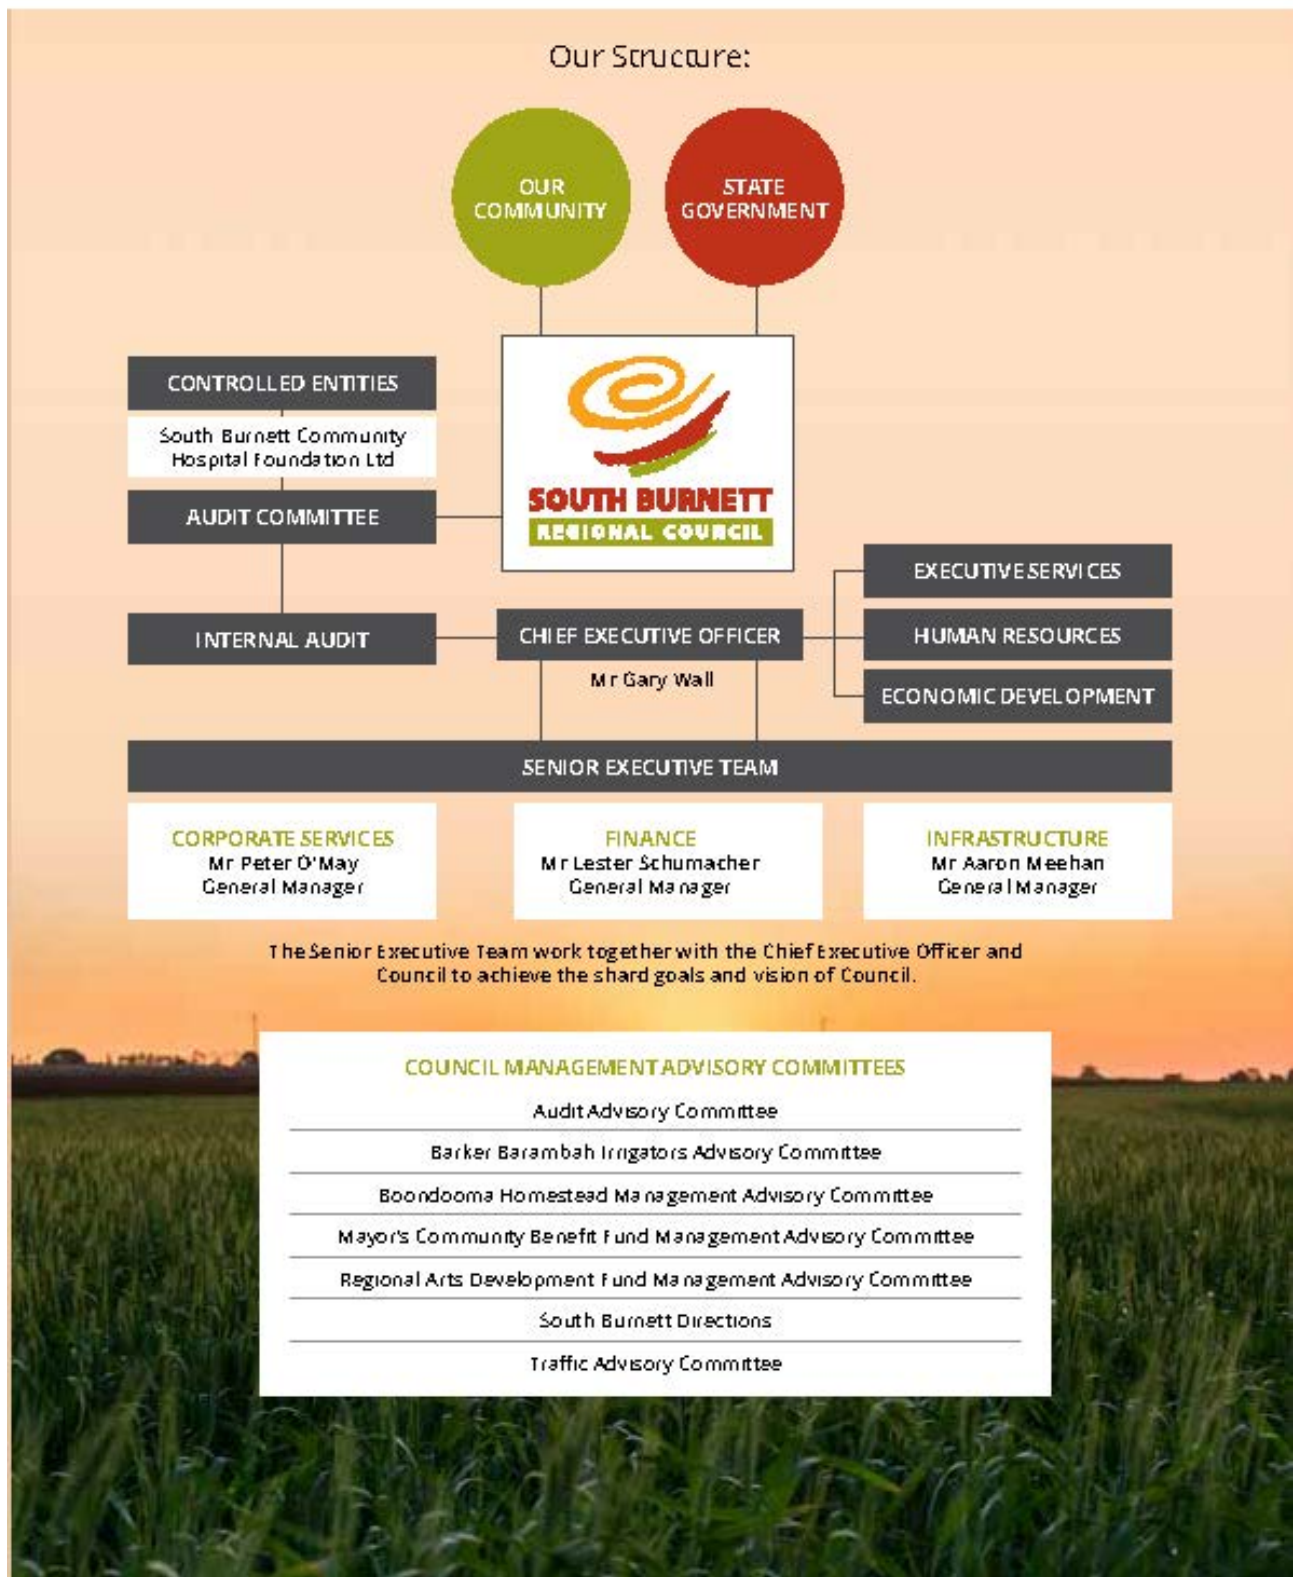 Our Structure:
OUR
COMMUNITY
STATE
GOVERNMENT
CONTROLLED ENTITIES
South Burnett Community
Hospital Foundation Ltd
AUDIT COMMITTEE
SOUTH BURNETT
REGIONAL COUNCIL
INTERNAL AUDIT
CHIEF EXECUTIVE OFFICER
Mr Gary Wall
EXECUTIVE SERVICES
HUMAN RESOURCES
ECONOMIC DEVELOPMENT
SENIOR EXECUTIVE TEAM
CORPORATE SERVICES
Mr Peter O'May
General Manager
FINANCE
Mr Lester Schumacher
General Manager
INFRASTRUCTURE
Mr Aaron Meehan
General Manager
The Senior Executive Team work together with the Chief Executive Officer and
Council to achieve the shard goals and vision of Council.
COUNCIL MANAGEMENT ADVISORY COMMITTEES
Audit Advisory Committee
Barker Barambah Irrigators Advisory Committee
Boondooma Homestead Management Advisory Committee
Mayor's Community Benefit Fund Management Advisory Committee
Regional Arts Development Fund Management Advisory Committee
South Burnett Directions
Traffic Advisory Committee